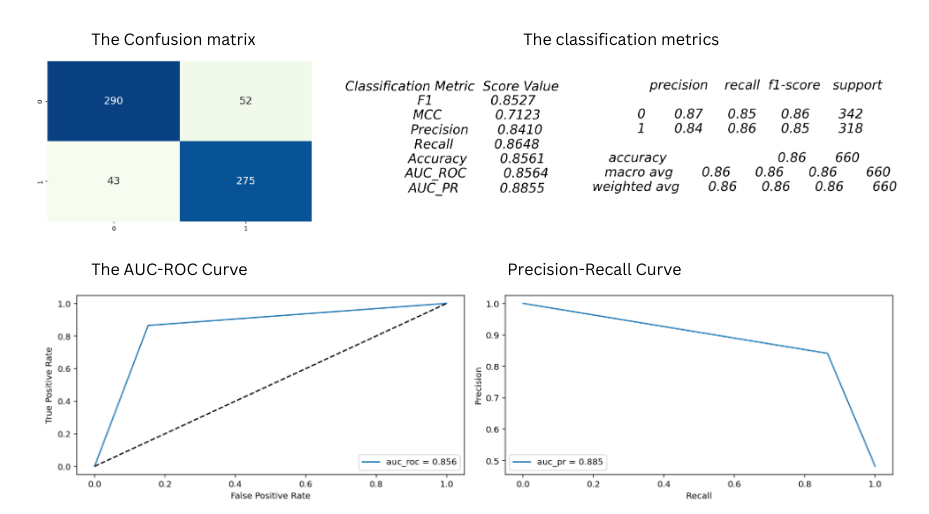 The Confusion matrix
The classification metrics
0
290
52
1
43
275
0
1
Classification Metric Score Value
F1 0.8527
MCC 0.7123
Precision 0.8410
Recall 0.8648
Accuracy 0.8561
AUC_ROC 0.8564
AUC_PR 0.8855
precision recall f1-score support
0 0.87 0.85 0.86 342
1 0.84 0.86 0.85 318
accuracy 0.86 660
macro avg 0.86 0.86 0.86 660
weighted avg 0.86 0.86 0.86 660
The AUC-ROC Curve
Precision-Recall Curve
True Positive Rate
1.0
0.8
0.6
0.4
0.2
0.0
auc_roc = 0.856
0.0 0.2 0.4 0.6 0.8 1.0
False Positive Rate
Precision
1.0
0.9
0.8
0.7
0.6
0.5
auc_pr = 0.885
0.0 0.2 0.4 0.6 0.8 1.0
Recall